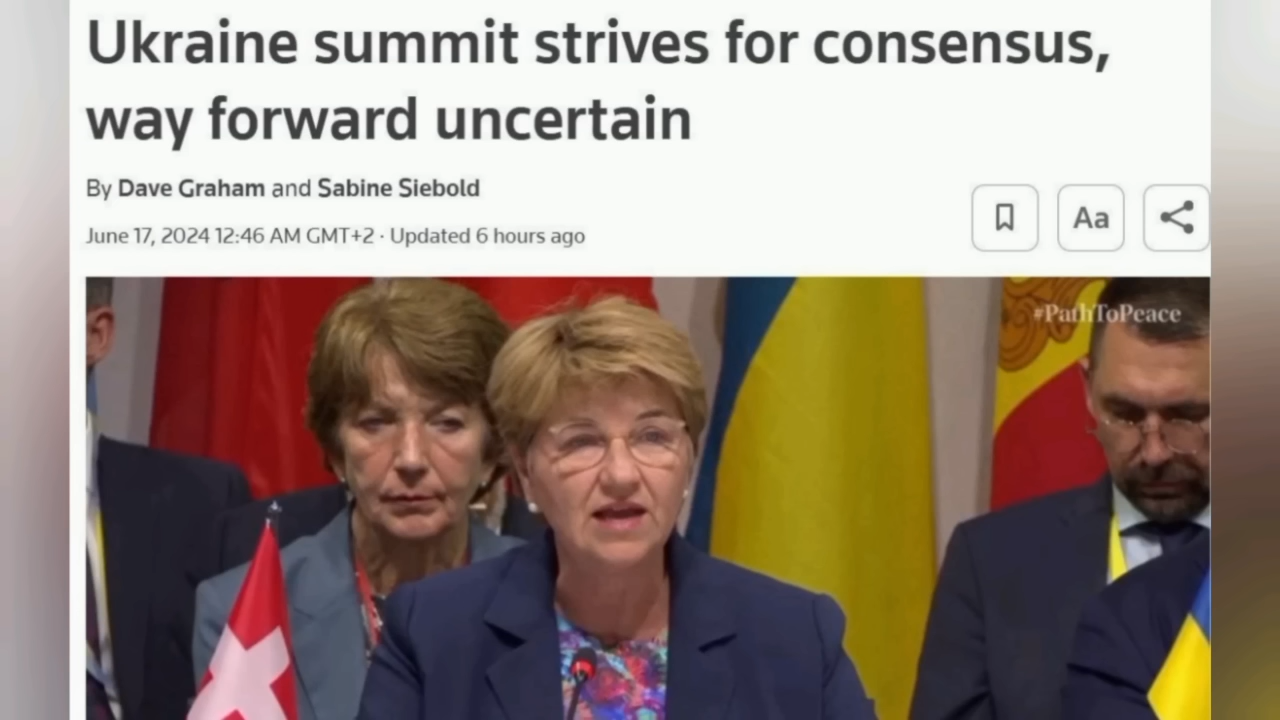 Ukraine summit strives for consensus,
way forward uncertain
By Dave Graham and Sabine Siebold
June 17, 2024 12:46 AM GMT+2 · Updated 6 hours ago
Aa
#PathToPeace